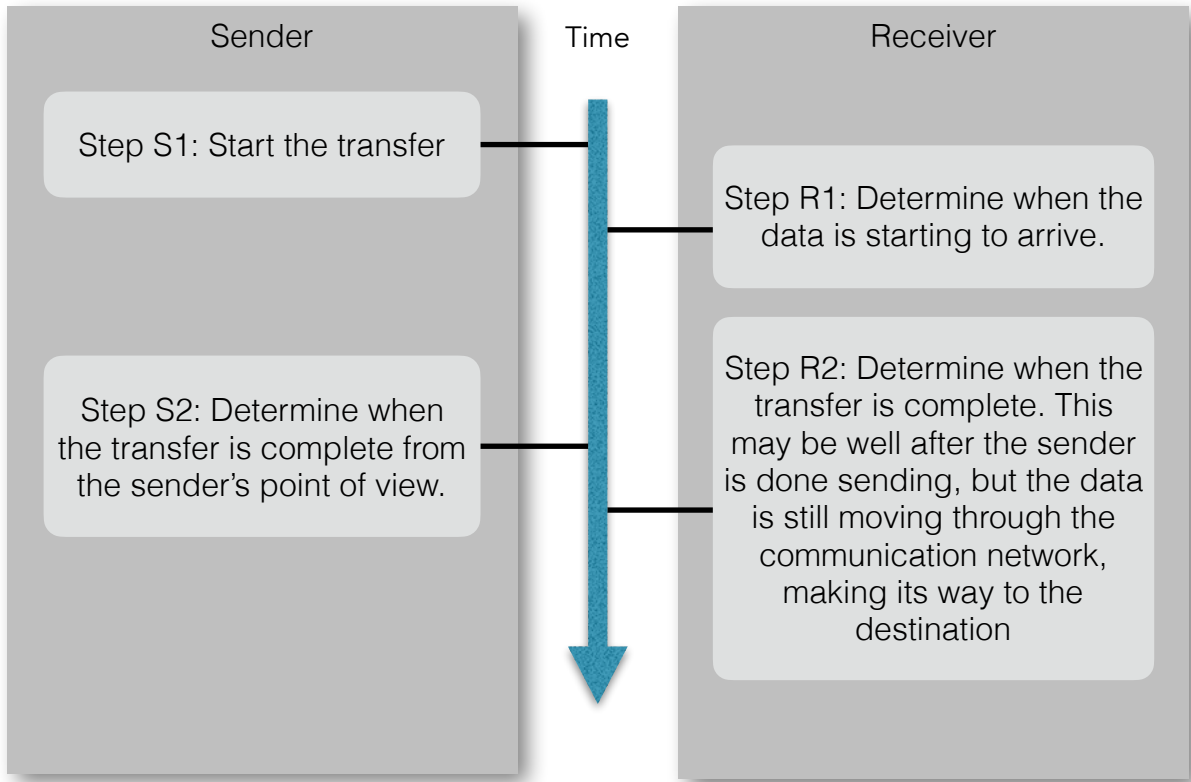 Sender
Time
Receiver
Step S1: Start the transfer
Step R1: Determine when the
data is starting to arrive.
Step S2: Determine when
the transfer is complete from
the sender's point of view.
Step R2: Determine when the
transfer is complete. This
may be well after the sender
is done sending, but the data
is still moving through the
communication network,
making its way to the
destination